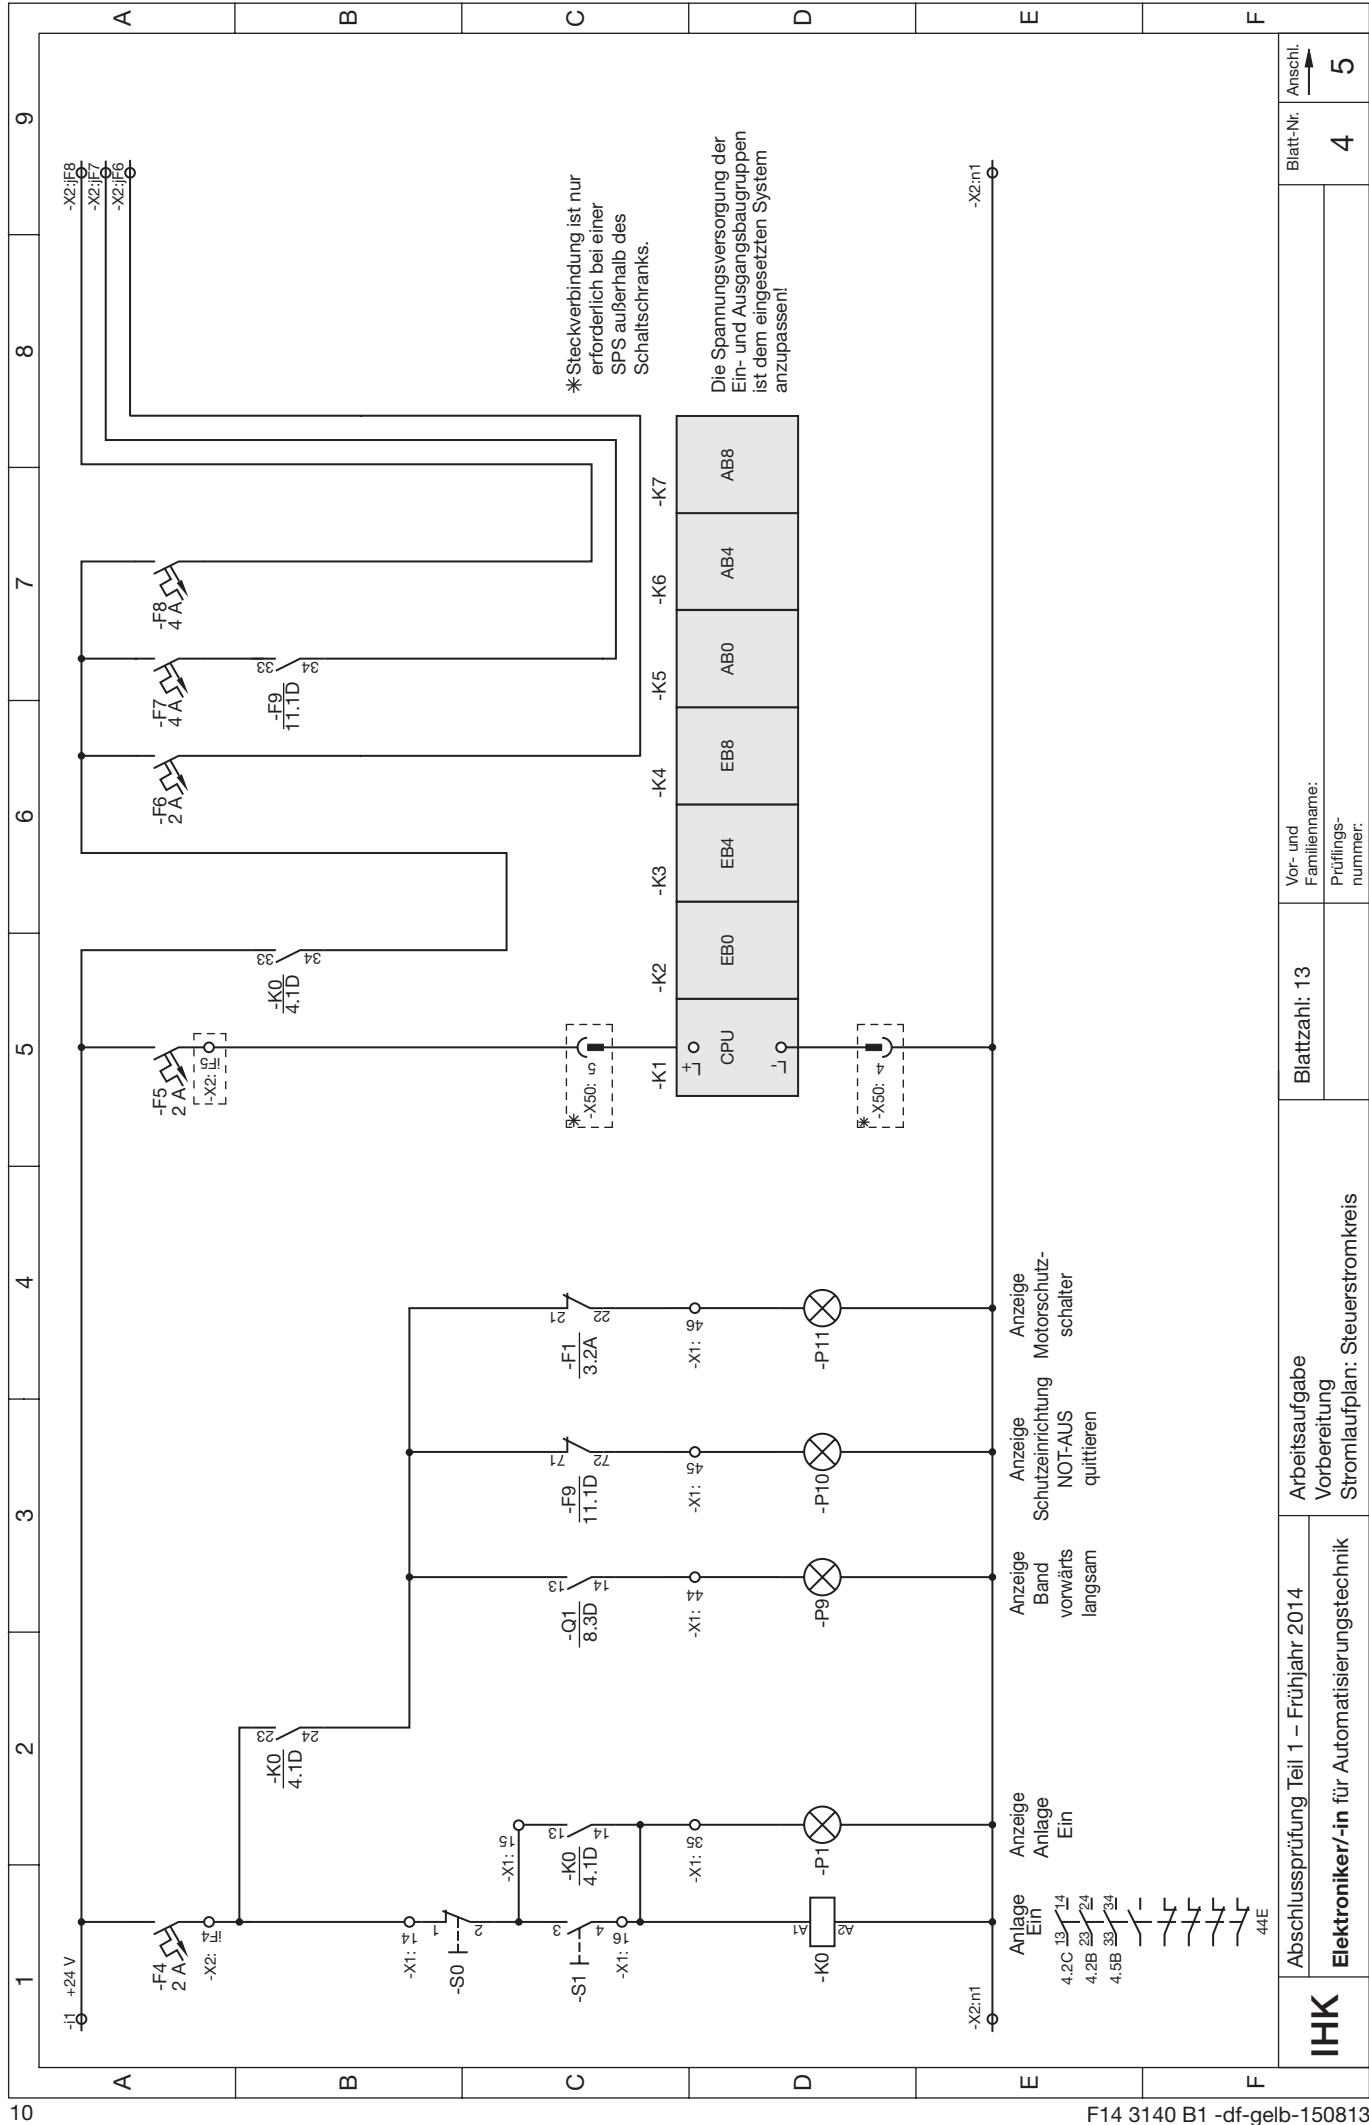 1
2
3
4
5
6
7
8
9
A
B
C
D
E
F
A
B
C
D
E
F
-i1 +24 V
-F4
2 A
-X2: iF4
-K0
4.1D
23
24
-X1: 14
-S0
1
2
-X1: 15
-S1
3
4
-K0
4.1D
13
14
-X1: 16
-X1: 35
-K0
A1
A2
-P1
-X2:n1
Anlage
Ein
Anzeige
Anlage
Ein
4.2C 13 14
4.2B 23 24
4.5B 33 34
44E
-Q1
8.3D
13
14
-X1: 44
-P9
Anzeige
Band
vorwärts
langsam
-F9
11.1D
71
72
-X1: 45
-P10
Anzeige
Schutzeinrichtung
NOT-AUS
quittieren
-F1
3.2A
21
22
-X1: 46
-P11
Anzeige
Motorschutz-
schalter
-F5
2 A
-X2: iF5
-K0
4.1D
33
34
-F6
2 A
-F7
4 A
-F8
4 A
-F9
11.1D
33
34
-X2:jF8
-X2:jF7
-X2:jF6
* -X50: 5
-K1
-K2
-K3
-K4
-K5
-K6
-K7
L+
CPU
L-
EB0
EB4
EB8
AB0
AB4
AB8
* -X50: 4
*Steckverbindung ist nur
erforderlich bei einer
SPS außerhalb des
Schaltschranks.
Die Spannungsversorgung der
Ein- und Ausgangsbaugruppen
ist dem eingesetzten System
anzupassen!
-X2:n1
IHK
Abschlussprüfung Teil 1 – Frühjahr 2014
Elektroniker/-in für Automatisierungstechnik
Arbeitsaufgabe
Vorbereitung
Stromlaufplan: Steuerstromkreis
Blattzahl: 13
Vor- und
Familienname:
Prüflings-
nummer:
Blatt-Nr.
4
Anschl.
5
10
F14 3140 B1 -df-gelb-150813